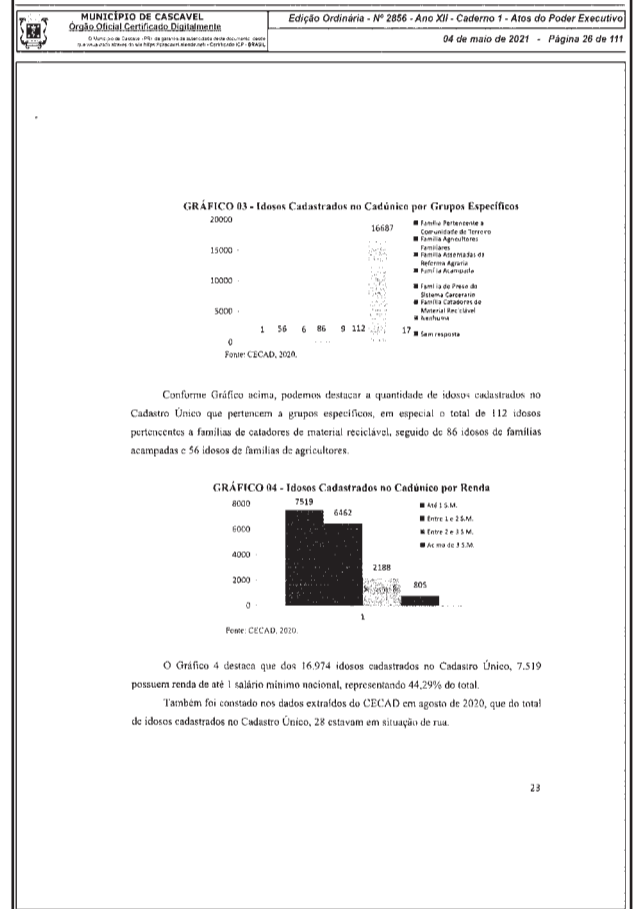 MUNICÍPIO DE CASCAVEL
Órgão Oficial Certificado Digitalmente
Edição Ordinária - Nº 2856 - Ano XII - Caderno 1 - Atos do Poder Executivo
04 de maio de 2021 - Página 26 de 111
GRÁFICO 03 - Idosos Cadastrados no Cadúnico por Grupos Específicos
20000
15000
10000
5000
0
1 56 6 86 9 112 16687 17
Família Pertencente a
Comunidade de Terreiro
Família Agricultores
Familiares
Família Assentadas da
Reforma Agraria
Família Acampada
Família de Preso do
Sistema Carcerario
Família Catadores de
Material Reciclável
Nenhuma
Sem resposta
Fonte: CECAD, 2020.
Conforme Gráfico acima, podemos destacar a quantidade de idosos cadastrados no
Cadastro Único que pertencem a grupos específicos, em especial o total de 112 idosos
pertencentes a famílias de catadores de material reciclável, seguido de 86 idosos de famílias
acampadas e 56 idosos de famílias de agricultores.
GRÁFICO 04 - Idosos Cadastrados no Cadúnico por Renda
8000
6000
4000
2000
0
7519
6462
2188
805
1
Até 1 S.M.
Entre 1 e 2 S.M.
Entre 2 e 3 S.M.
Acima de 3 S.M.
Fonte: CECAD, 2020.
O Gráfico 4 destaca que dos 16.974 idosos cadastrados no Cadastro Único, 7.519
possuem renda de até 1 salário mínimo nacional, representando 44,29% do total.
Também foi constado nos dados extraídos do CECAD em agosto de 2020, que do total
de idosos cadastrados no Cadastro Único, 28 estavam em situação de rua.
23